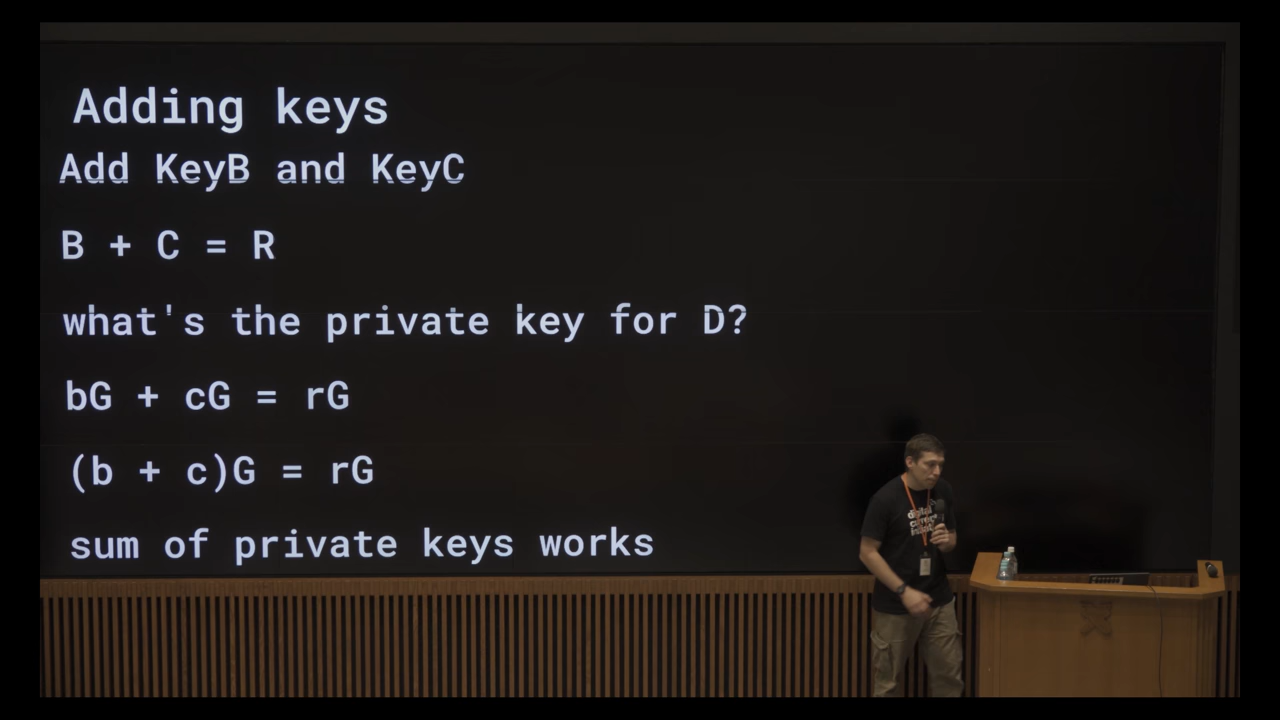 Adding keys
Add KeyB and KeyC
B + C = R
what's the private key for D?
bG + cG = rG
(b + c)G = rG
sum of private keys works
digital